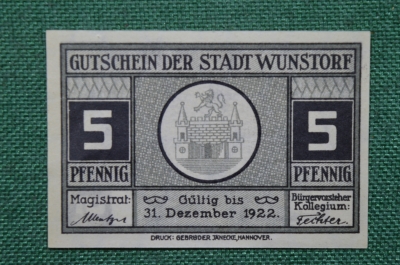 GUTSCHEIN DER STADT WUNSTORF
5 5
PFENNIG PFENNIG
Magistrat: Gültig bis Bürgervorsteher
31. Dezember 1922. Kollegium:
DRUCK: GEBRÜDER JÄNECKE, HANNOVER.